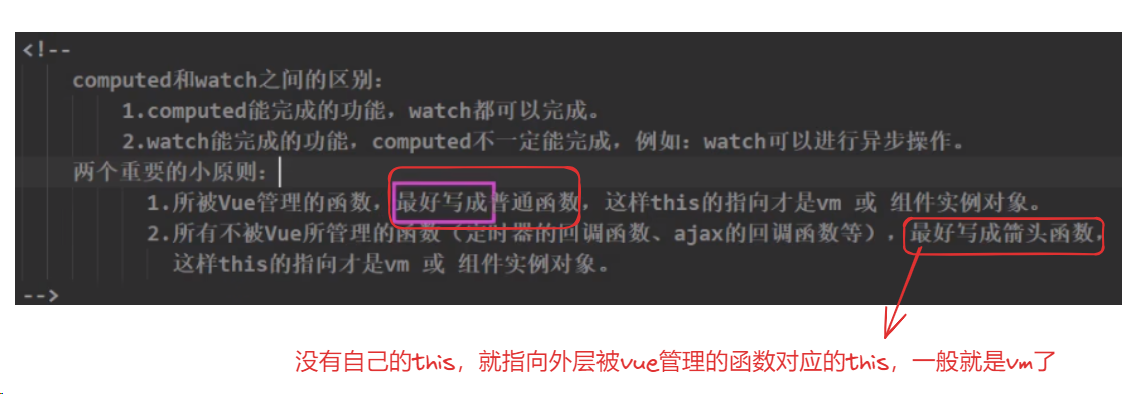 <!--
computed和watch之间的区别：
1.computed能完成的功能，watch都可以完成。
2.watch能完成的功能，computed不一定能完成，例如：watch可以进行异步操作。
两个重要的小原则：
1.所被Vue管理的函数，最好写成普通函数，这样this的指向才是vm 或 组件实例对象。
2.所有不被Vue所管理的函数（定时器的回调函数、ajax的回调函数等），最好写成箭头函数，
这样this的指向才是vm 或 组件实例对象。
-->
没有自己的this，就指向外层被vue管理的函数对应的this，一般就是vm了